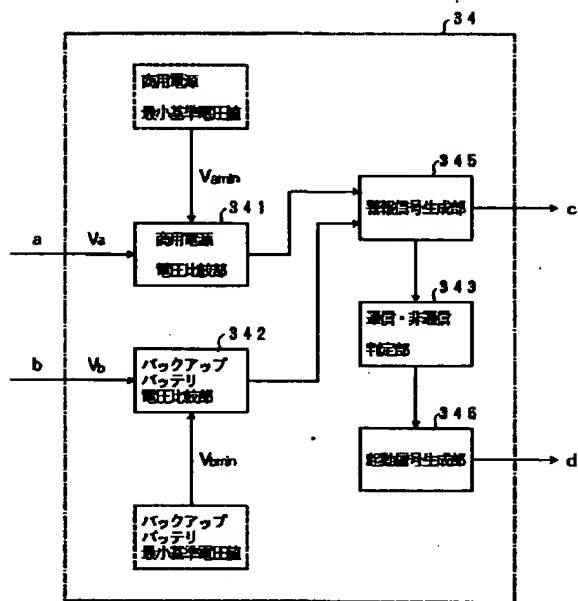 34
商用電源
最小基準電圧値
Vamin
345
341
警報信号生成部
c
a
Va
商用電源
電圧比較部
343
342
通信・非通信
判定部
b
Vb
バックアップ
バッテリ
電圧比較部
346
Vbmin
起動信号生成部
d
バックアップ
バッテリ
最小基準電圧値